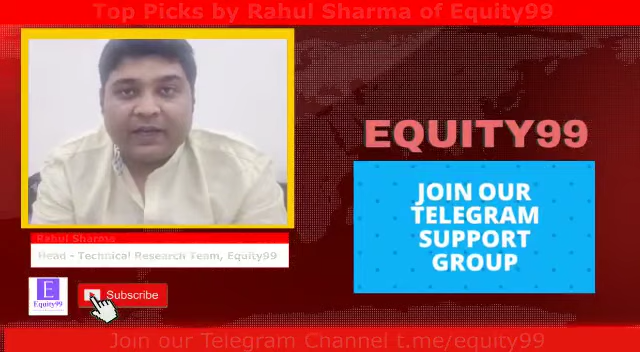 Top Picks by Rahul Sharma of Equity99
EQUITY99
JOIN OUR
TELEGRAM
SUPPORT
GROUP
Rahul Sharma
Head - Technical Research Team, Equity99
E
Equity99
Subscribe
Join our Telegram Channel t.me/equity99